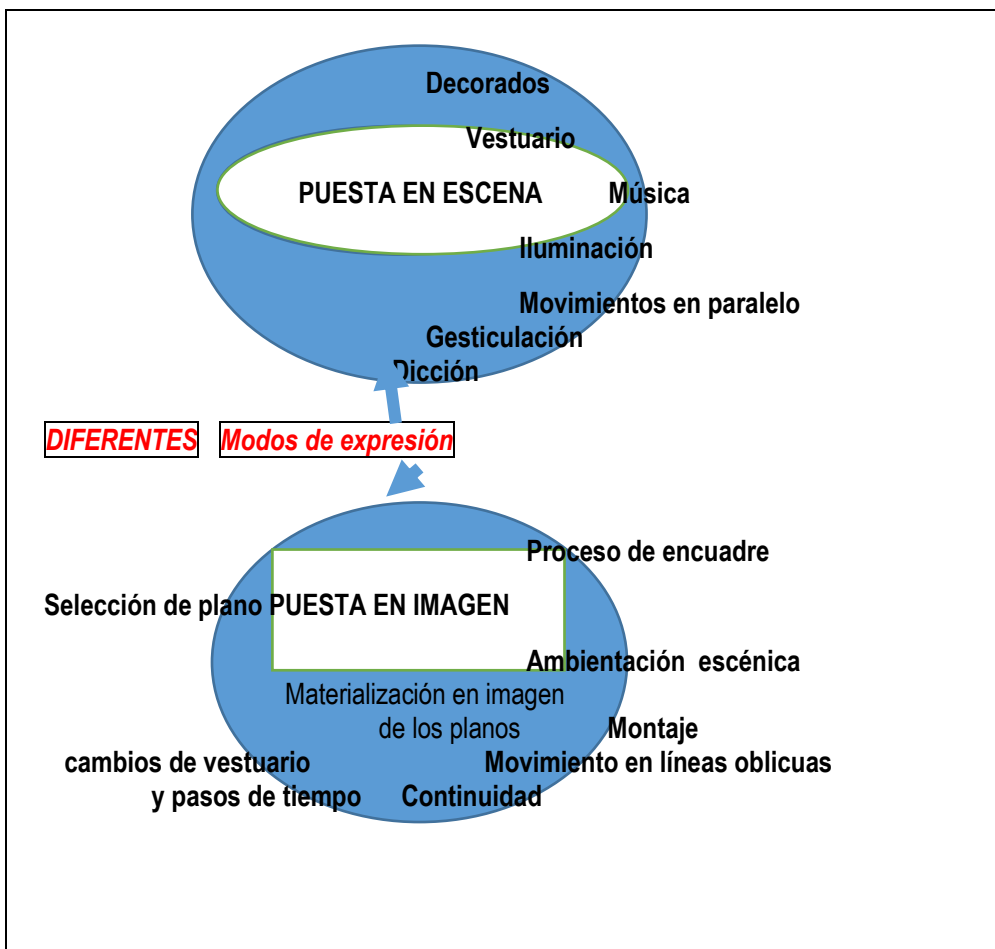 Decorados
Vestuario
PUESTA EN ESCENA Música
Iluminación
Movimientos en paralelo
Gesticulación
Dicción
DIFERENTES Modos de expresión
Proceso de encuadre
Selección de plano PUESTA EN IMAGEN
Ambientación escénica
Materialización en imagen
de los planos Montaje
cambios de vestuario Movimiento en líneas oblicuas
y pasos de tiempo Continuidad